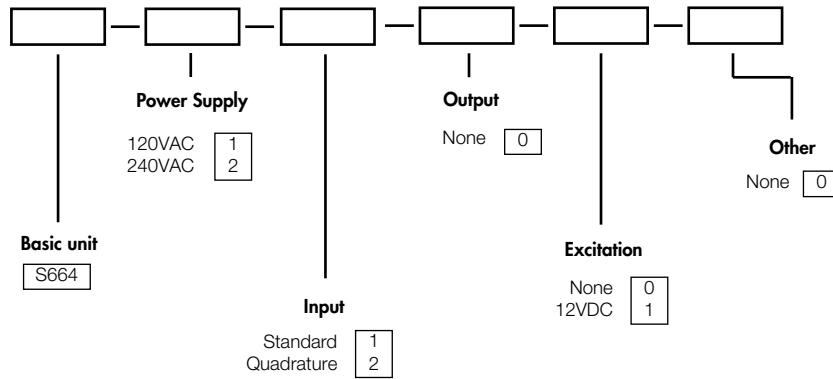 Power Supply
120VAC 1
240VAC 2
Output
None 0
Other
None 0
Basic unit
S664
Excitation
None 0
12VDC 1
Input
Standard 1
Quadrature 2